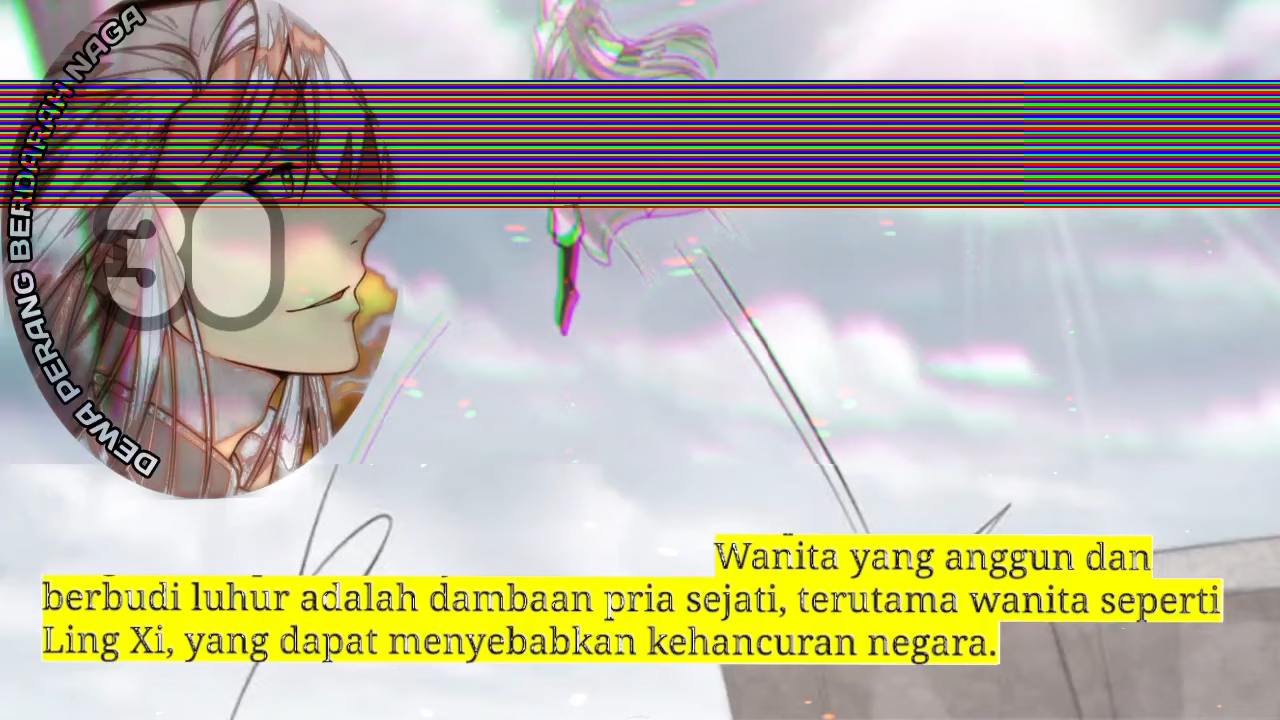 DEWA PERANG BERDARAH NAGA
30
Wanita yang anggun dan
berbudi luhur adalah dambaan pria sejati, terutama wanita seperti
Ling Xi, yang dapat menyebabkan kehancuran negara.